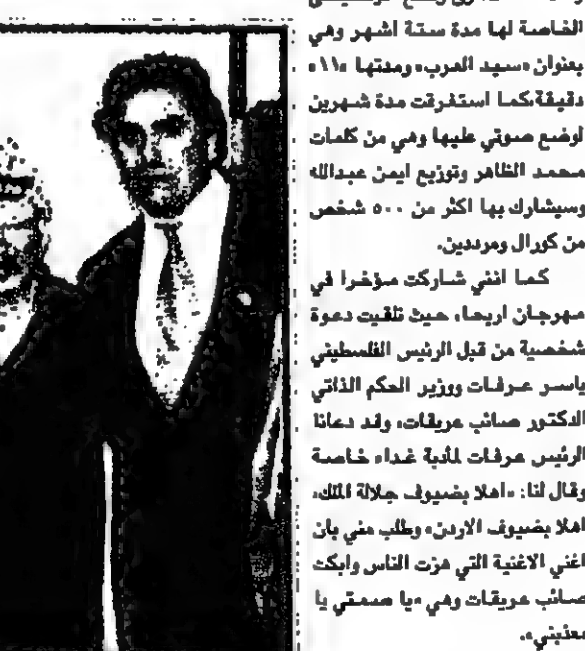 الخاصة لها مدة ستة اشهر وهي
بعنوان «سيد العرب» ومدتها «١١»
دقيقة،كما استغرقت مدة شهرين
لوضع صوتي عليها وهي من كلمات
محمد الظاهر وتوزيع ايمن عبدالله
وسيشارك بها اكثر من ٥٠٠ شخص
من كورال ومرددين.
كما انني شاركت مؤخرا في
مهرجان اريحا، حيث تلقيت دعوة
شخصية من قبل الرئيس الفلسطيني
ياسر عرفات ووزير الحكم الذاتي
الدكتور صائب عريقات، وقد دعانا
الرئيس عرفات لمأدبة غداء خاصة
وقال لنا: «اهلا بضيوف جلالة الملك،
اهلا بضيوف الاردن» وطلب مني بان
اغني الاغنية التي هزت الناس وابكت
صائب عريقات وهي «يا صمتي يا
معذبني».